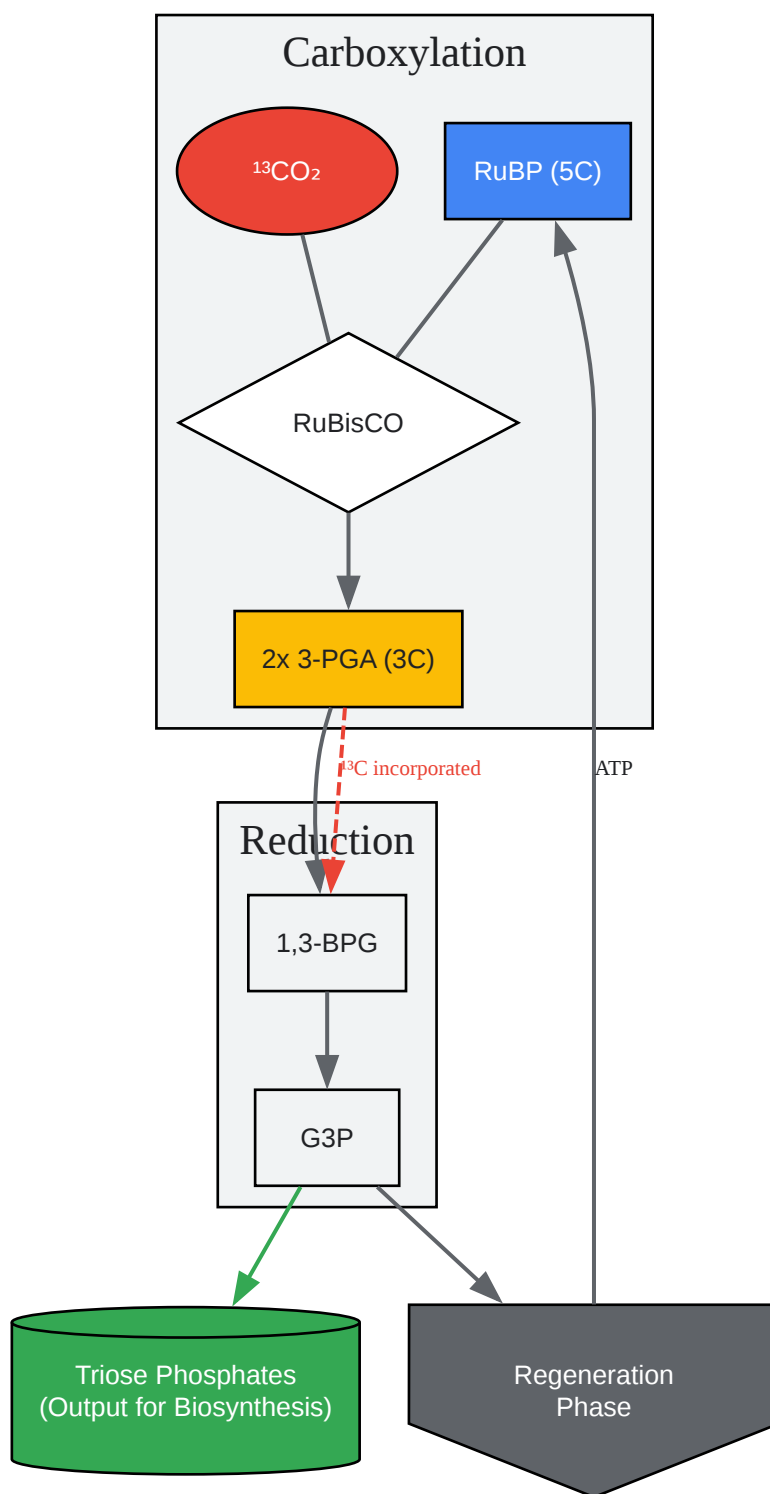 Carboxylation
¹³CO₂
RuBP (5C)
RuBisCO
2x 3-PGA (3C)
¹³C incorporated
ATP
Reduction
1,3-BPG
G3P
Triose Phosphates
(Output for Biosynthesis)
Regeneration
Phase